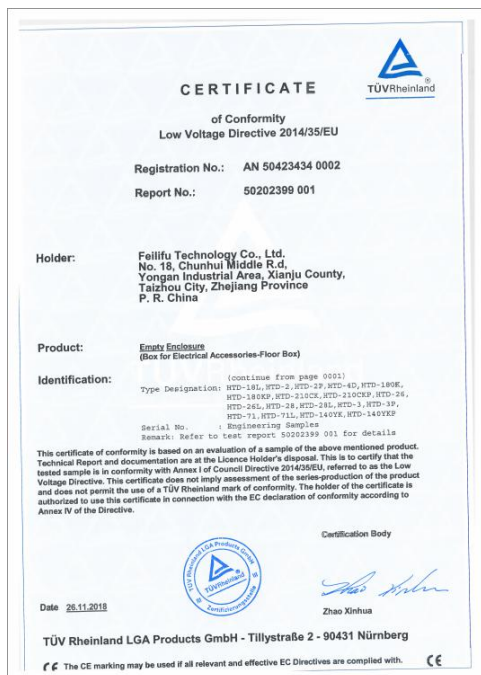 TÜVRheinland
®
CERTIFICATE
of Conformity
Low Voltage Directive 2014/35/EU
Registration No.: AN 50423434 0002
Report No.: 50202399 001
Holder: Feilifu Technology Co., Ltd.
No. 18, Chunhui Middle R.d,
Yongan Industrial Area, Xianju County,
Taizhou City, Zhejiang Province
P. R. China
Product: Empty Enclosure
(Box for Electrical Accessories-Floor Box)
Identification: (continue from page 0001)
Type Designation: HTD-18L,HTD-2,HTD-2P,HTD-4D,HTD-180K,
HTD-180KP,HTD-210CK,HTD-210CKP,HTD-26,
HTD-26L,HTD-28,HTD-28L,HTD-3,HTD-3P,
HTD-71,HTD-71L,HTD-140YK,HTD-140YKP
Serial No. : Engineering Samples
Remark: Refer to test report 50202399 001 for details
This certificate of conformity is based on an evaluation of a sample of the above mentioned product.
Technical Report and documentation are at the Licence Holder's disposal. This is to certify that the
tested sample is in conformity with Annex I of Council Directive 2014/35/EU, referred to as the Low
Voltage Directive. This certificate does not imply assessment of the series-production of the product
and does not permit the use of a TÜV Rheinland mark of conformity. The holder of the certificate is
authorized to use this certificate in connection with the EC declaration of conformity according to
Annex IV of the Directive.
Certification Body
TÜV Rheinland LGA Products GmbH
TÜVRheinland
Zertifizierungsstelle
Date 26.11.2018
Zhao Xinhua
Zhao Xinhua
TÜV Rheinland LGA Products GmbH - Tillystraße 2 - 90431 Nürnberg
CE The CE marking may be used if all relevant and effective EC Directives are complied with. CE